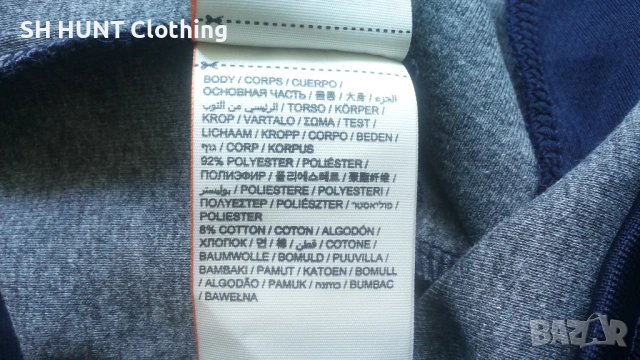 SH HUNT Clothing
BODY / CORPS / CUERPO /
ОСНОВНАЯ ЧАСТЬ / 몸통 / 大身 / الجزء
الرئيسي من الثوب / TORSO / KÖRPER /
KROP / VARTALO / ΣΩΜΑ / TEST /
LICHAAM / KROPP / CORPO / BEDEN /
גוף / CORP / KORPUS
92% POLYESTER / POLIÉSTER /
ПОЛИЭФИР / 폴리에스테르 / 聚酯纤维 /
بوليستر / POLIESTERE / POLYESTERI /
ΠΟΛΥΕΣΤΕΡ / POLIÉSZTER / פוליאסטר /
POLIESTER
8% COTTON / COTON / ALGODÓN /
ХЛОПОК / 면 / 棉 / قطن / COTONE /
BAUMWOLLE / BOMULD / PUUVILLA /
BAMBAKI / PAMUT / KATOEN / BOMULL
/ ALGODÃO / PAMUK / כותנה / BUMBAC
/ BAWEŁNA
BAZAR